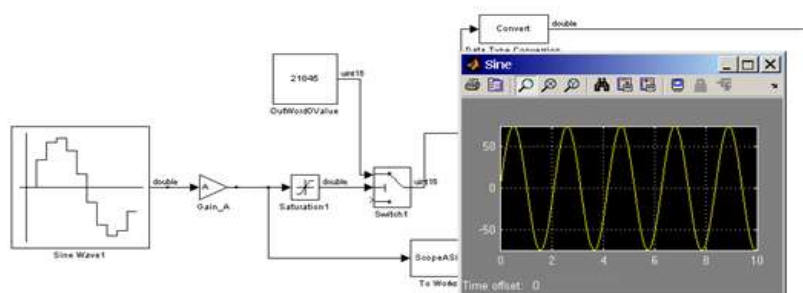 Convert
double
Data Type Conversion
21845
uint16
OutWord0Value
Sine
double
A
Gain_A
Saturation1
double
Switch1
uint16
Sine Wave1
ScopeASi
To Works
50
0
-50
0
2
4
6
8
10
Time offset: 0